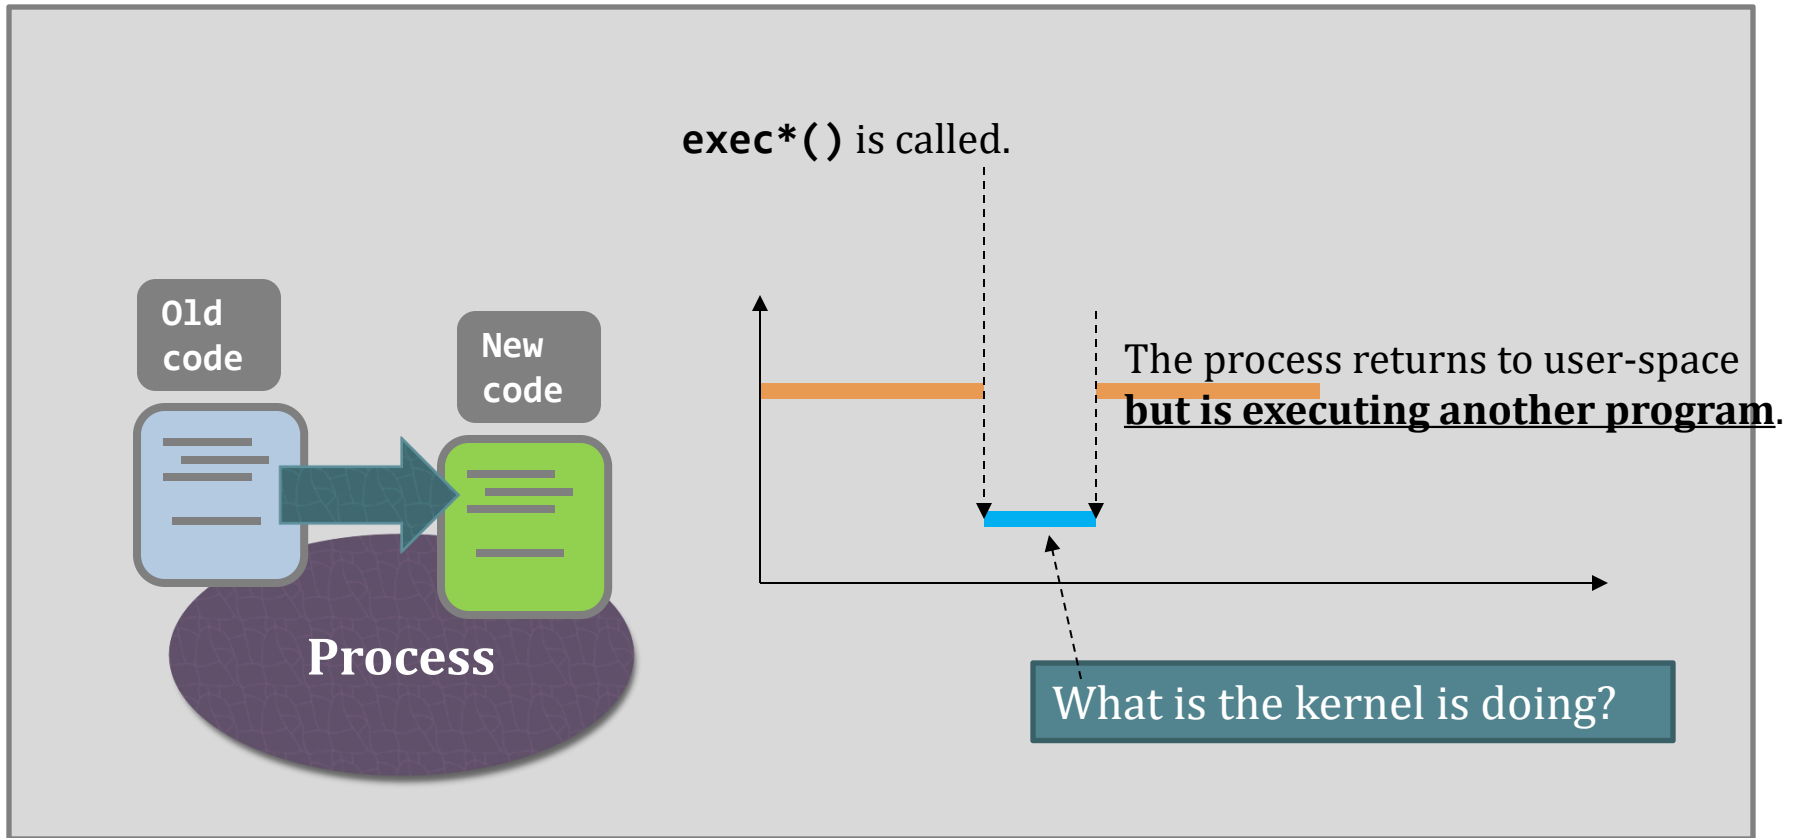 exec*() is called.
Old
code
New
code
The process returns to user-space
but is executing another program.
Process
What is the kernel is doing?